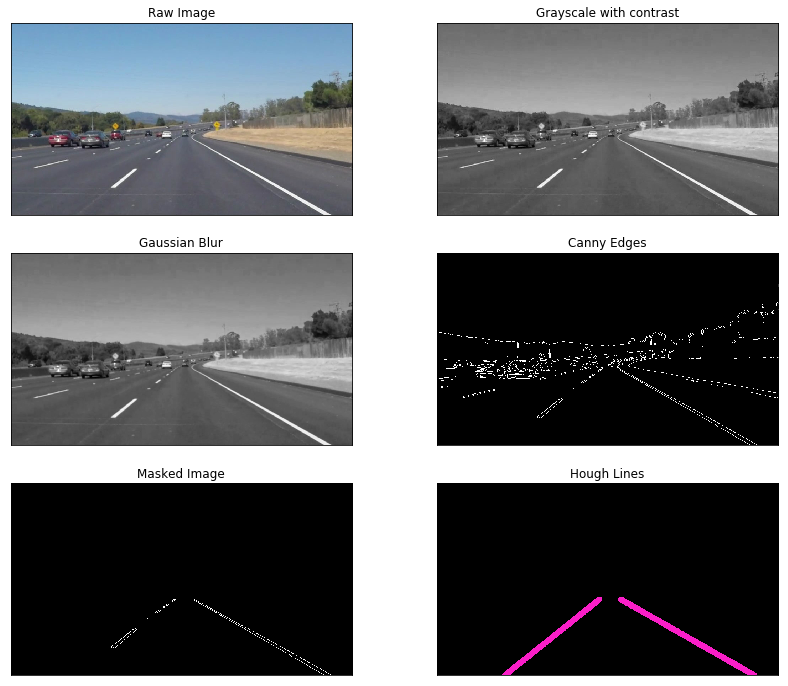 Raw Image
Grayscale with contrast
Gaussian Blur
Canny Edges
Masked Image
Hough Lines